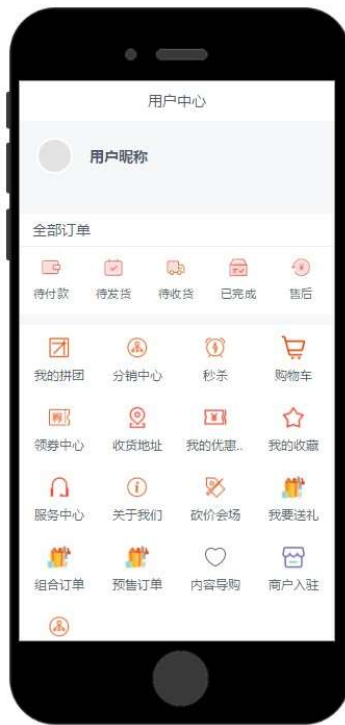 用户中心
用户昵称
全部订单
待付款 待发货 待收货 已完成 售后
我的拼团 分销中心 秒杀 购物车
领券中心 收货地址 我的优惠.. 我的收藏
服务中心 关于我们 砍价会场 我要送礼
组合订单 预售订单 内容导购 商户入驻